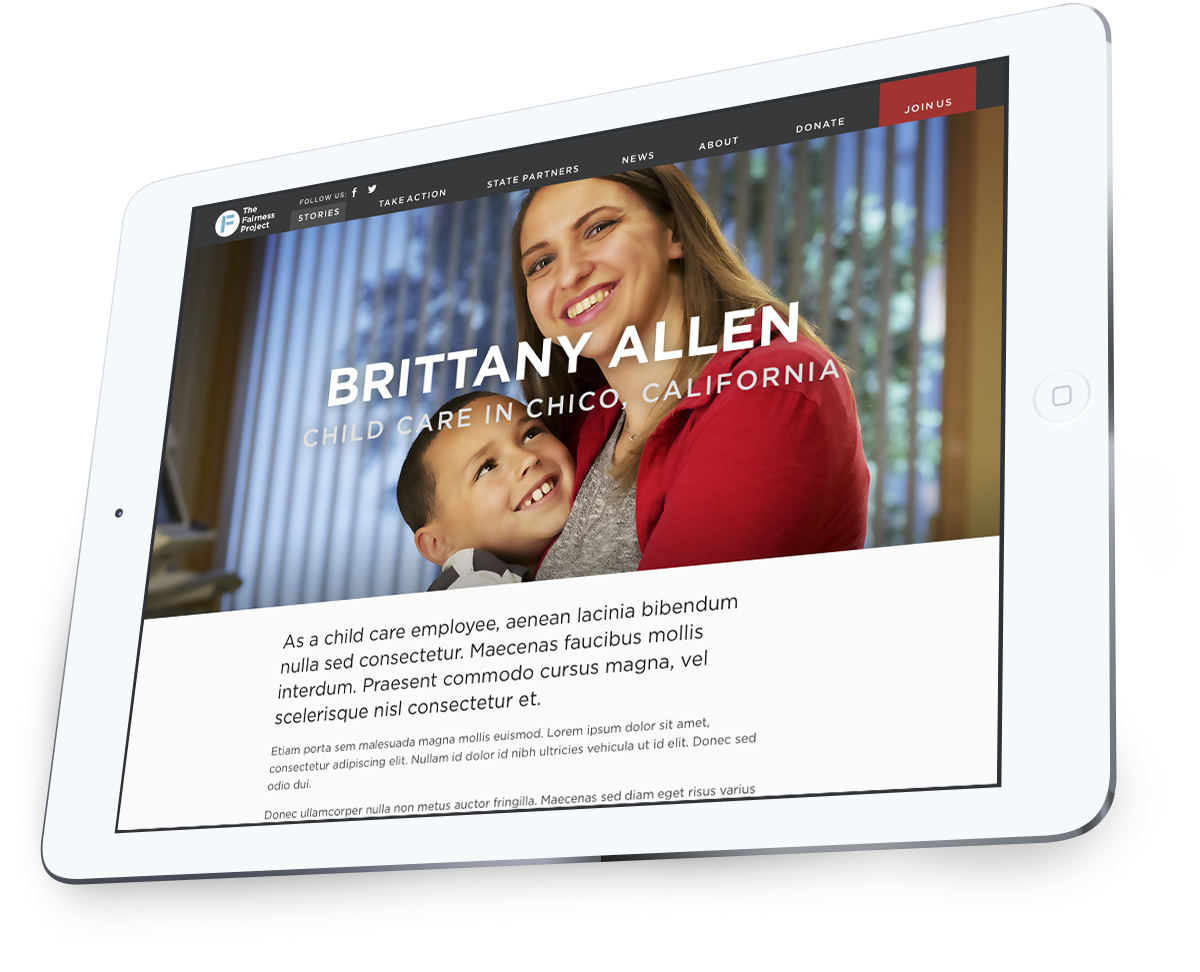 The
Fairness
Project
FOLLOW US:
STORIES
TAKE ACTION
STATE PARTNERS
NEWS
ABOUT
DONATE
JOIN US
BRITTANY ALLEN
CHILD CARE IN CHICO, CALIFORNIA
As a child care employee, aenean lacinia bibendum
nulla sed consectetur. Maecenas faucibus mollis
interdum. Praesent commodo cursus magna, vel
scelerisque nisl consectetur et.
Etiam porta sem malesuada magna mollis euismod. Lorem ipsum dolor sit amet,
consectetur adipiscing elit. Nullam id dolor id nibh ultricies vehicula ut id elit. Donec sed
odio dui.
Donec ullamcorper nulla non metus auctor fringilla. Maecenas sed diam eget risus varius